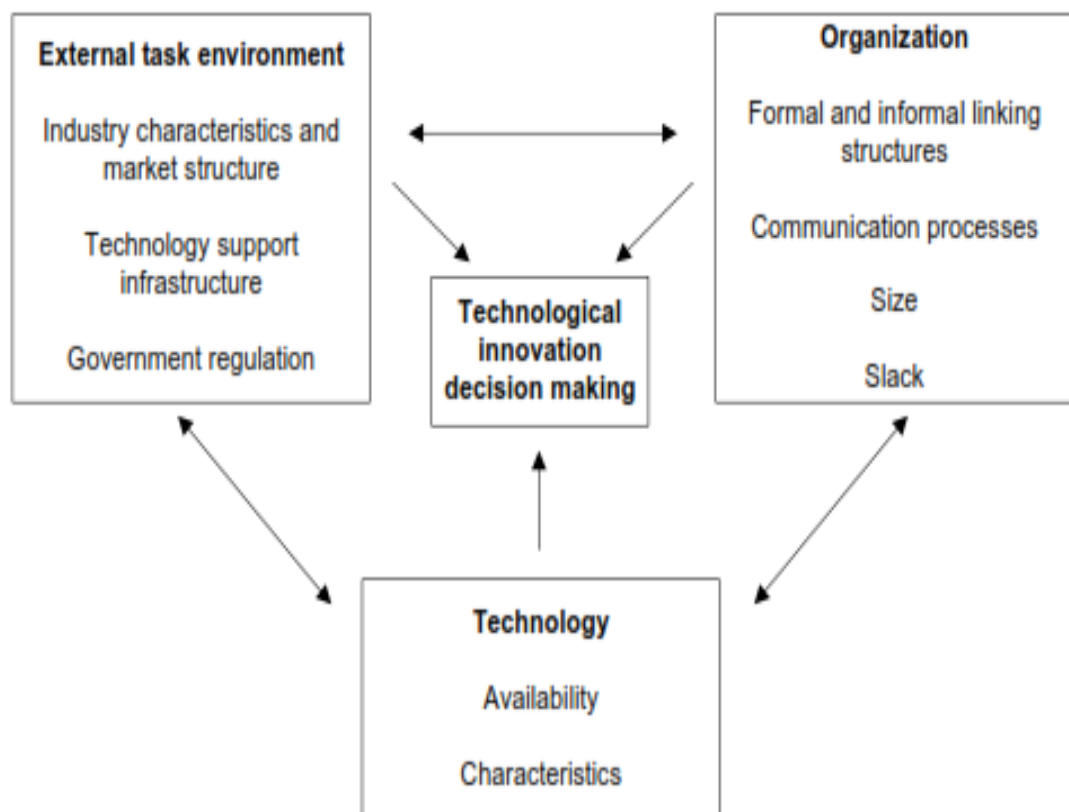 External task environment
Industry characteristics and
market structure
Technology support
infrastructure
Government regulation
Organization
Formal and informal linking
structures
Communication processes
Size
Slack
Technological
innovation
decision making
Technology
Availability
Characteristics